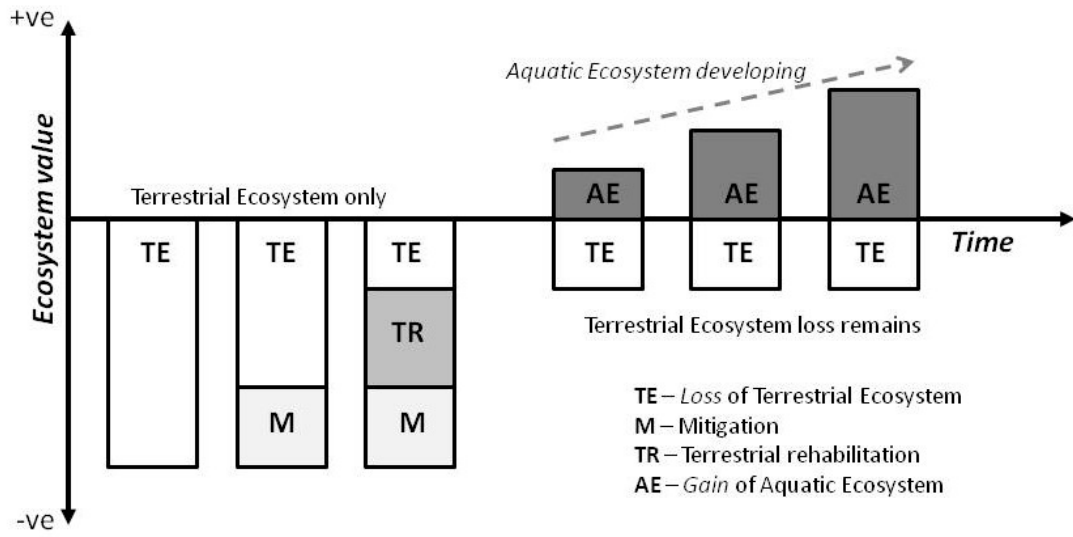 +ve
Aquatic Ecosystem developing
Terrestrial Ecosystem only
AE
AE
AE
TE
TE
TE
TE
TE
TE
Time
Ecosystem value
TR
Terrestrial Ecosystem loss remains
M
M
TE – Loss of Terrestrial Ecosystem
M – Mitigation
TR – Terrestrial rehabilitation
AE – Gain of Aquatic Ecosystem
-ve